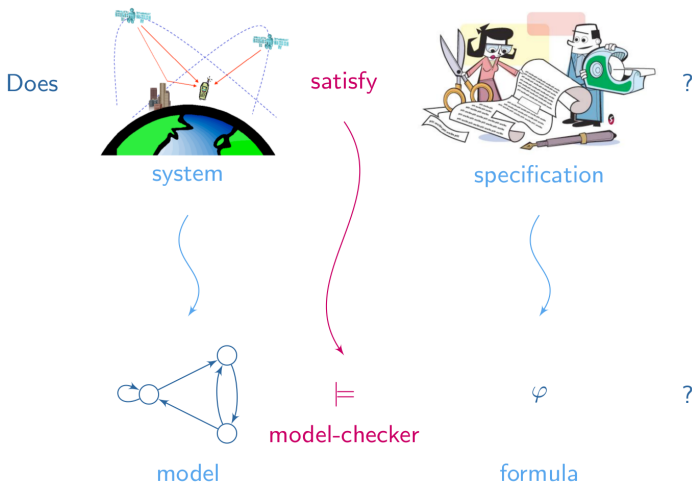 Does satisfy ?
system specification
⊨ φ ?
model-checker
model formula